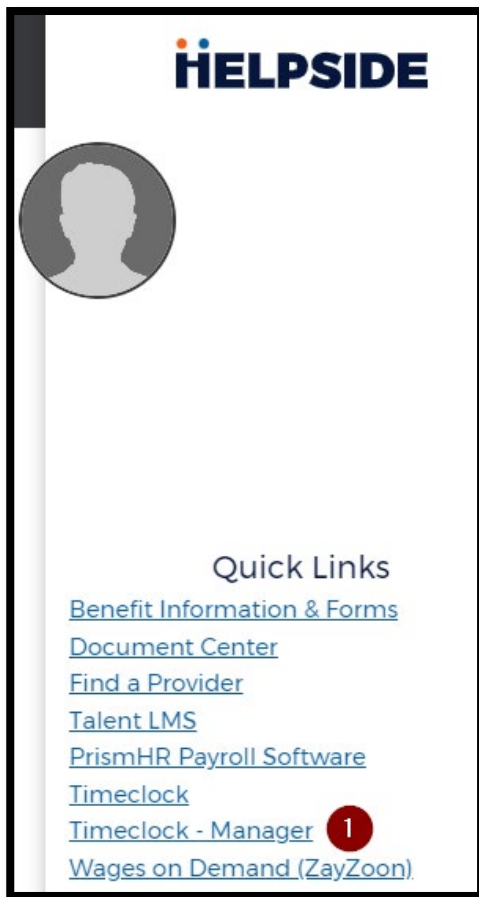 HELPSIDE
Quick Links
Benefit Information & Forms
Document Center
Find a Provider
Talent LMS
PrismHR Payroll Software
Timeclock
Timeclock - Manager 1
Wages on Demand (ZayZoon)